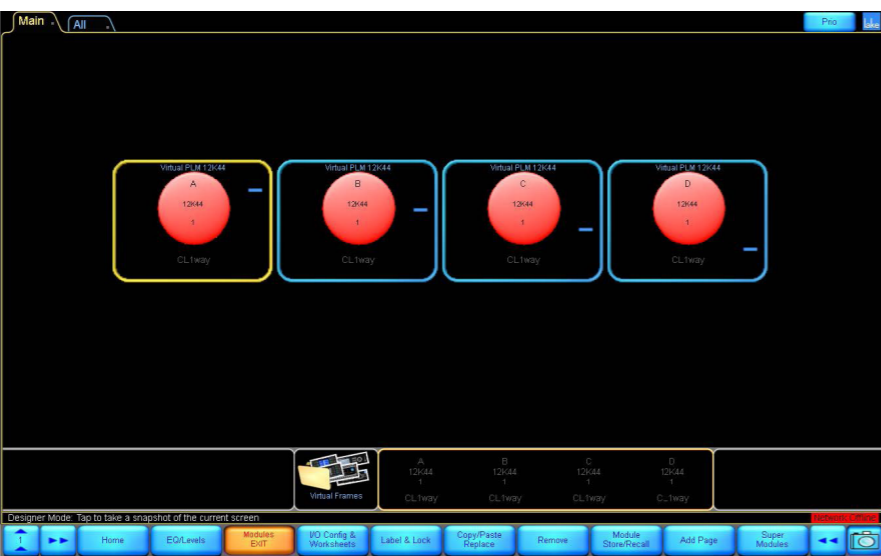 Main
All
Prio
lake
Virtual PLM 12K44
A
12K44
1
CL1way
Virtual PLM 12K44
B
12K44
1
CL1way
Virtual PLM 12K44
C
12K44
1
CL1way
Virtual PLM 12K44
D
12K44
1
CL1way
Virtual Frames
A
12K44
1
CL1way
B
12K44
1
CL1way
C
12K44
1
CL1way
D
12K44
1
CL1way
Designer Mode: Tap to take a snapshot of the current screen
Network Offline
1
Home
EQ/Levels
Modules
EXIT
I/O Config &
Worksheets
Label & Lock
Copy/Paste
Replace
Remove
Module
Store/Recall
Add Page
Super
Modules